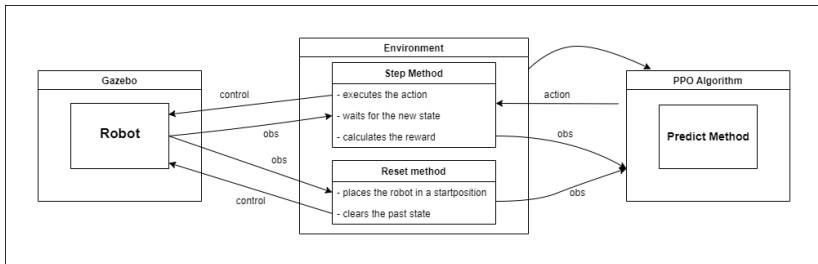 Environment
Gazebo
Robot
control
obs
obs
control
Step Method
- executes the action
- waits for the new state
- calculates the reward
Reset method
- places the robot in a startposition
- clears the past state
action
obs
obs
PPO Algorithm
Predict Method